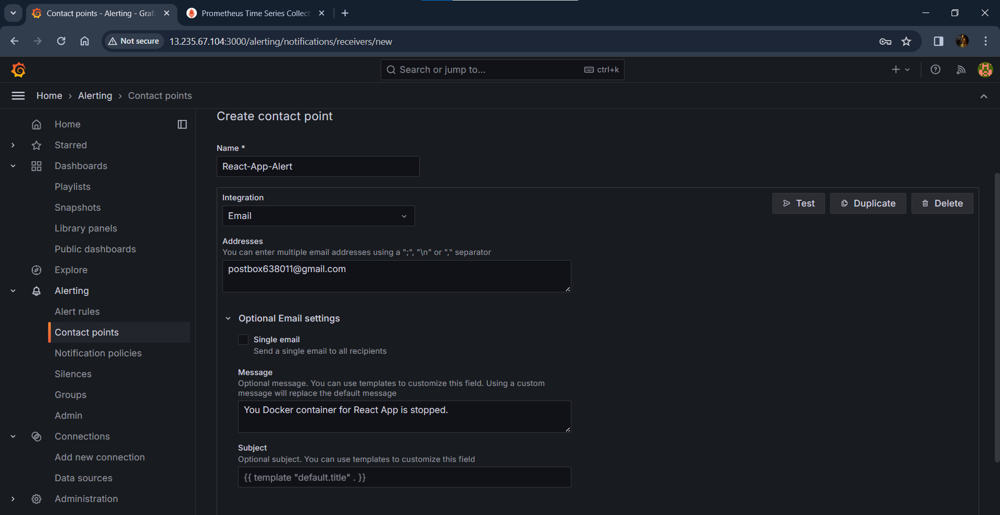 Contact points - Alerting - Graf
Prometheus Time Series Collect
Not secure
13.235.67.104:3000/alerting/notifications/receivers/new
Search or jump to...
ctrl+k
Home › Alerting › Contact points
Home
Starred
Dashboards
Playlists
Snapshots
Library panels
Public dashboards
Explore
Alerting
Alert rules
Contact points
Notification policies
Silences
Groups
Admin
Connections
Add new connection
Data sources
Administration
Create contact point
Name *
React-App-Alert
Integration
Email
Test
Duplicate
Delete
Addresses
You can enter multiple email addresses using a ";", "\n" or "," separator
postbox638011@gmail.com
Optional Email settings
Single email
Send a single email to all recipients
Message
Optional message. You can use templates to customize this field. Using a custom
message will replace the default message
You Docker container for React App is stopped.
Subject
Optional subject. You can use templates to customize this field
{{ template "default.title" . }}